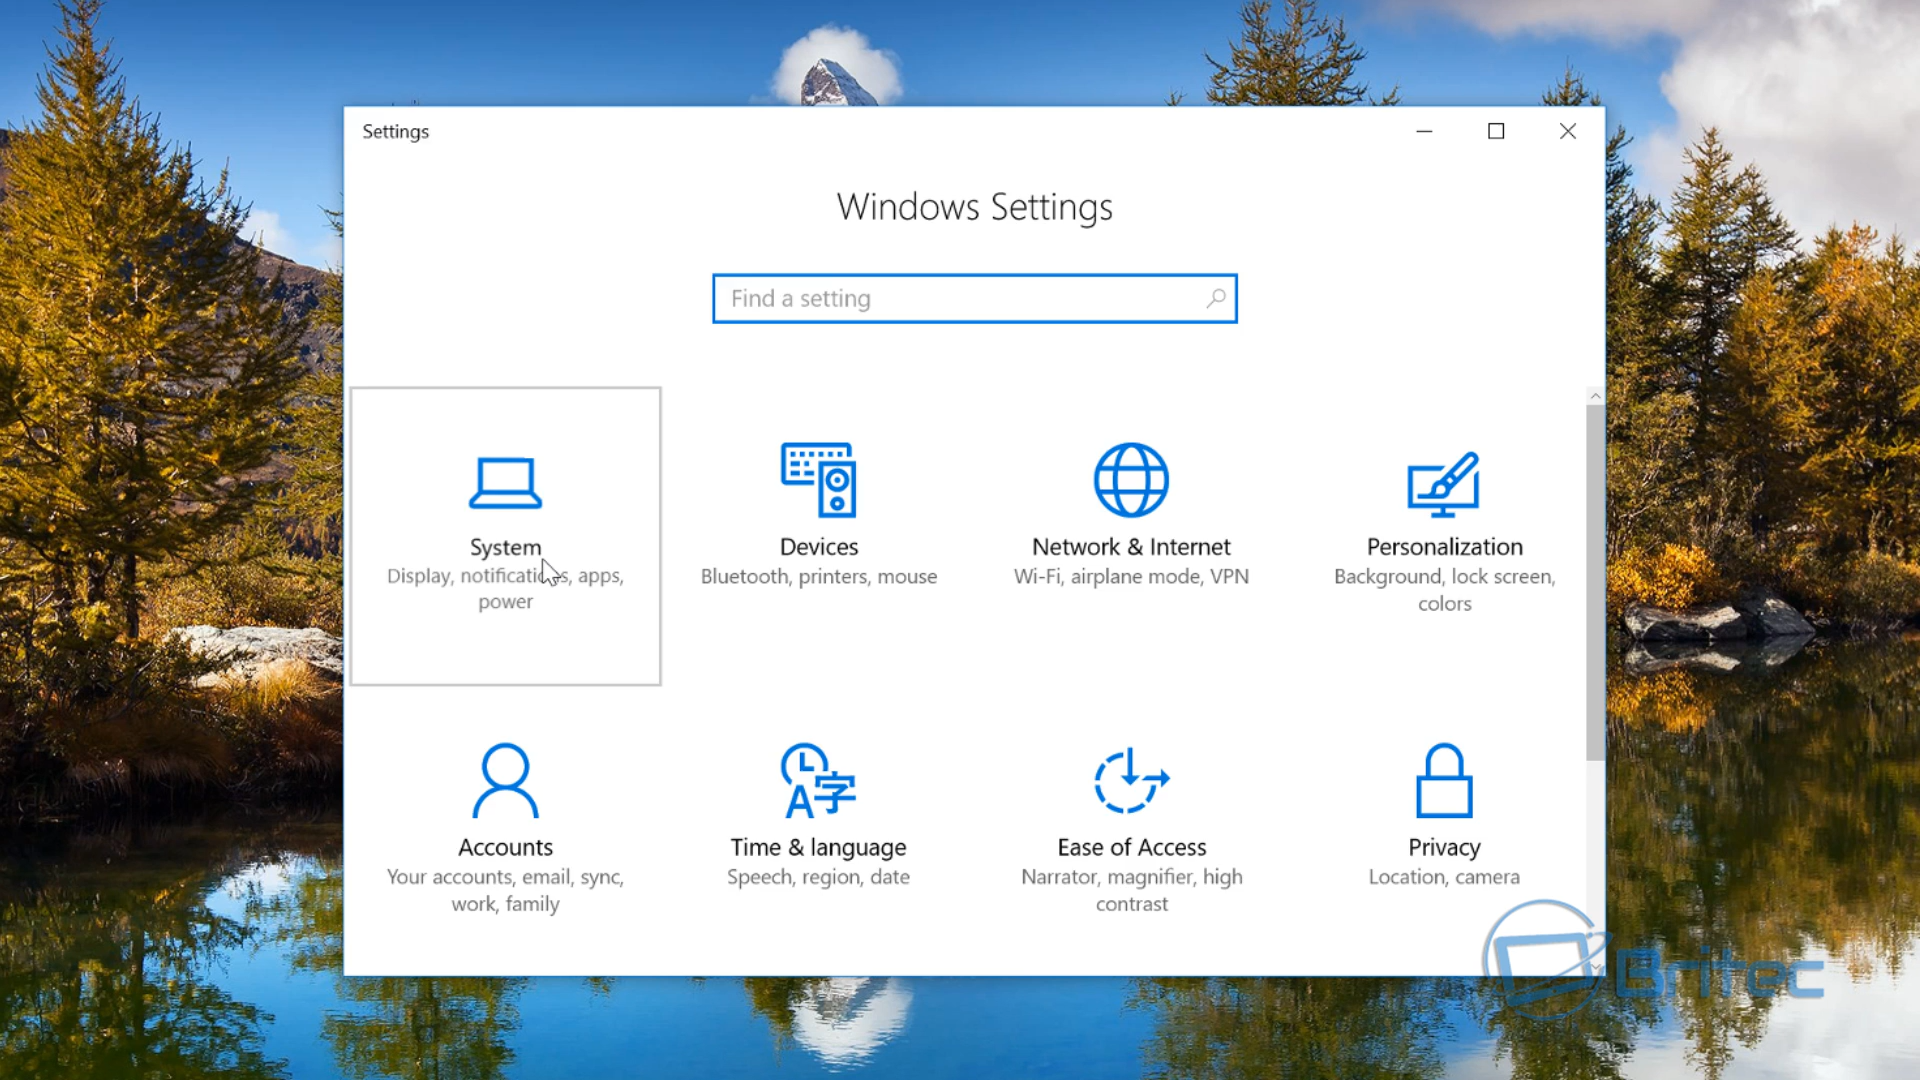 Settings
Windows Settings
Find a setting
System
Display, notifications, apps,
power
Devices
Bluetooth, printers, mouse
Network & Internet
Wi-Fi, airplane mode, VPN
Personalization
Background, lock screen,
colors
Accounts
Your accounts, email, sync,
work, family
Time & language
Speech, region, date
Ease of Access
Narrator, magnifier, high
contrast
Privacy
Location, camera
A字
Britec